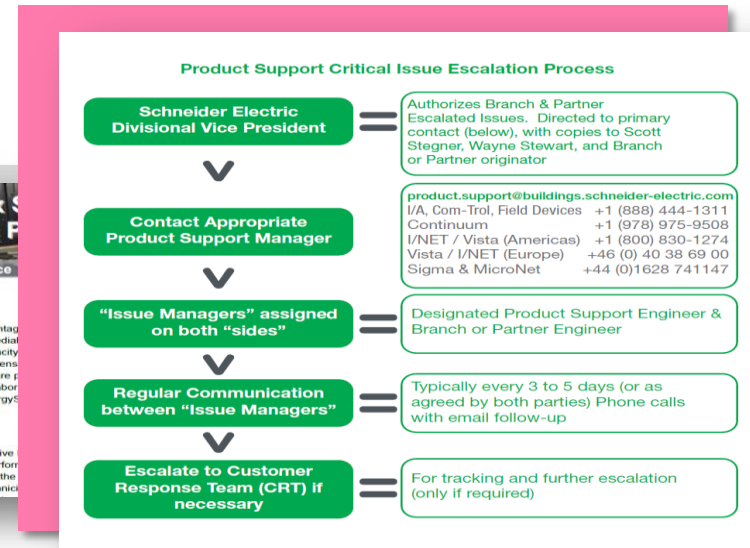 Product Support Critical Issue Escalation Process
Schneider Electric
Divisional Vice President
Authorizes Branch & Partner
Escalated Issues. Directed to primary
contact (below), with copies to Scott
Stegner, Wayne Stewart, and Branch
or Partner originator
Contact Appropriate
Product Support Manager
product.support@buildings.schneider-electric.com
I/A, Com-Trol, Field Devices +1 (888) 444-1311
Continuum +1 (978) 975-9508
I/NET / Vista (Americas) +1 (800) 830-1274
Vista / I/NET (Europe) +46 (0) 40 38 69 00
Sigma & MicroNet +44 (0)1628 741147
“Issue Managers” assigned
on both “sides”
Designated Product Support Engineer &
Branch or Partner Engineer
Regular Communication
between “Issue Managers”
Typically every 3 to 5 days (or as
agreed by both parties) Phone calls
with email follow-up
Escalate to Customer
Response Team (CRT) if
necessary
For tracking and further escalation
(only if required)